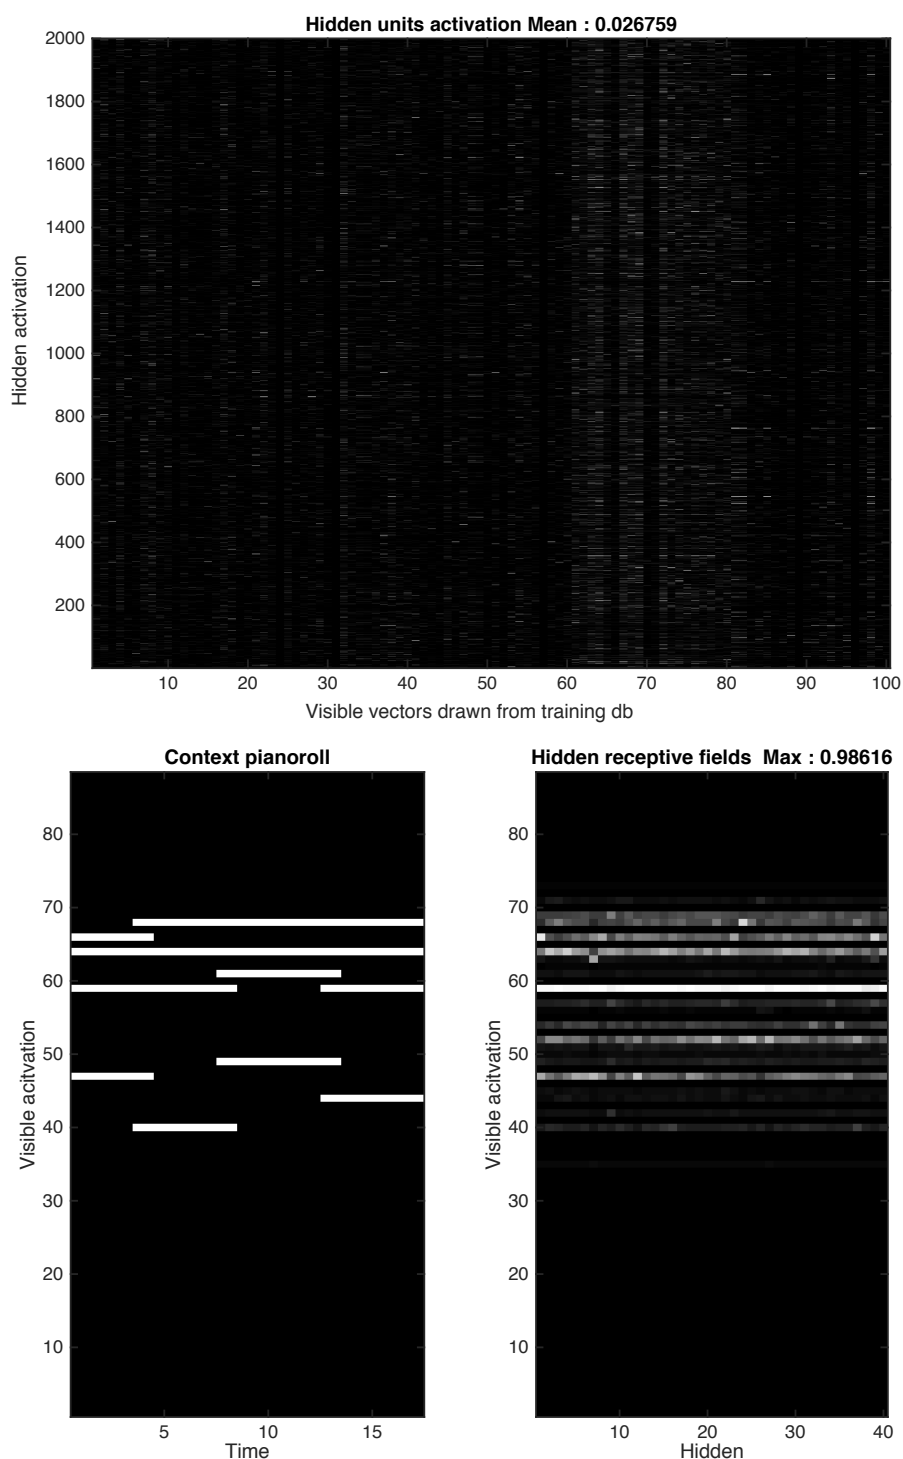 Hidden units activation Mean : 0.026759
2000
1800
1600
1400
1200
1000
800
600
400
200
Hidden activation
10 20 30 40 50 60 70 80 90 100
Visible vectors drawn from training db
Context pianoroll
80
70
60
50
40
30
20
10
Visible acitvation
5 10 15
Time
Hidden receptive fields Max : 0.98616
80
70
60
50
40
30
20
10
Visible acitvation
10 20 30 40
Hidden